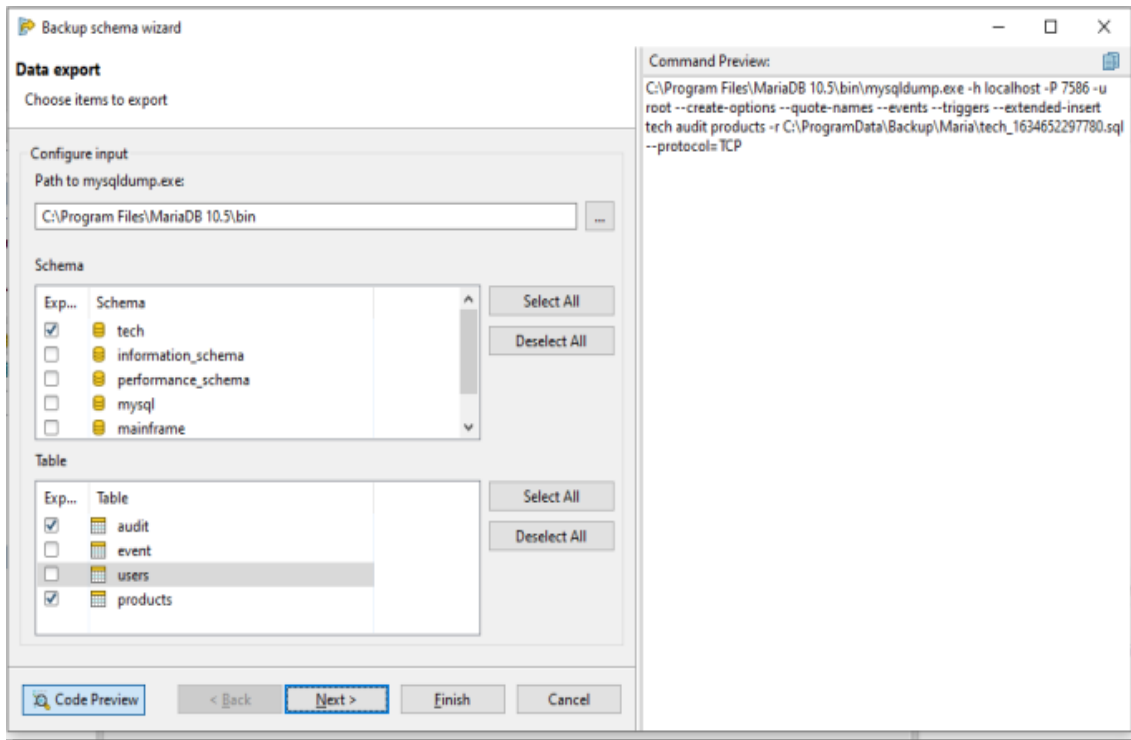 Backup schema wizard
Data export
Choose items to export
Configure input
Path to mysqldump.exe:
C:\Program Files\MariaDB 10.5\bin
...
Schema
Exp... Schema
tech
information_schema
performance_schema
mysql
mainframe
Select All
Deselect All
Table
Exp... Table
audit
event
users
products
Select All
Deselect All
Code Preview
< Back
Next >
Finish
Cancel
Command Preview:
C:\Program Files\MariaDB 10.5\bin\mysqldump.exe -h localhost -P 7586 -u
root --create-options --quote-names --events --triggers --extended-insert
tech audit products -r C:\ProgramData\Backup\Maria\tech_1634652297780.sql
--protocol=TCP